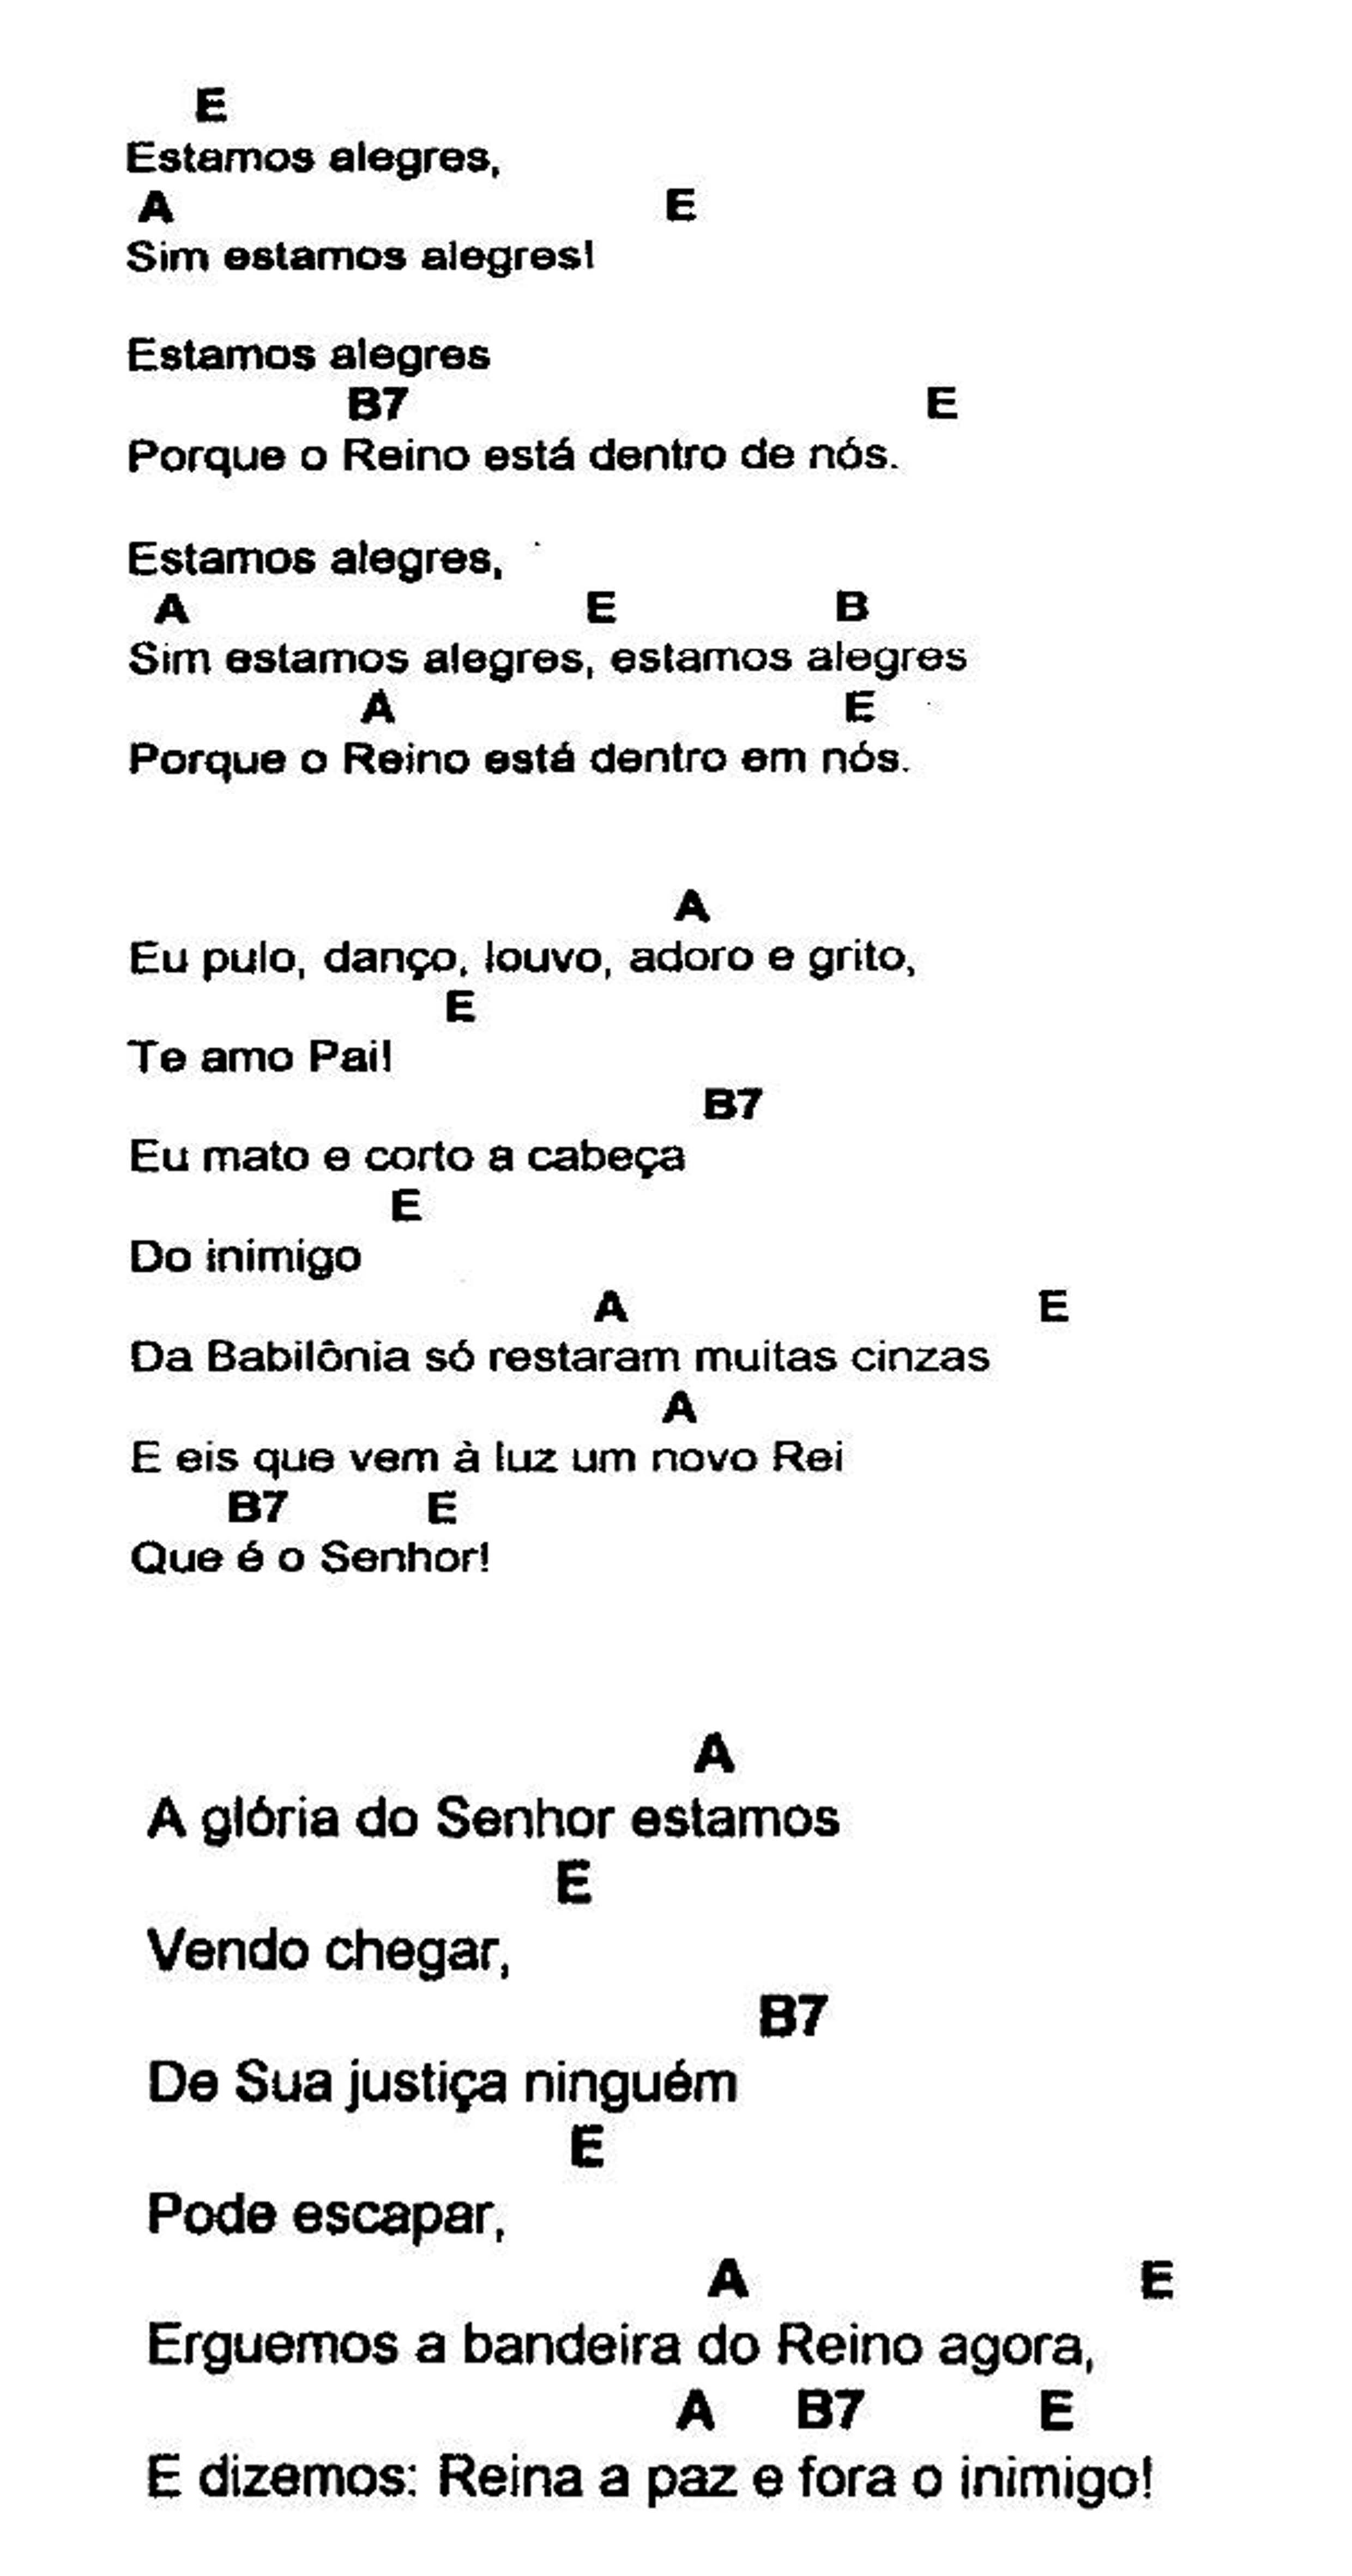 E
Estamos alegres,
A E
Sim estamos alegres!
Estamos alegres
B7 E
Porque o Reino está dentro de nós.
Estamos alegres,
A E B
Sim estamos alegres, estamos alegres
A E
Porque o Reino está dentro em nós.
A
Eu pulo, danço, louvo, adoro e grito,
E
Te amo Pai!
B7
Eu mato e corto a cabeça
E
Do inimigo
A E
Da Babilônia só restaram muitas cinzas
A
E eis que vem à luz um novo Rei
B7 E
Que é o Senhor!
A
A glória do Senhor estamos
E
Vendo chegar,
B7
De Sua justiça ninguém
E
Pode escapar,
A E
Erguemos a bandeira do Reino agora,
A B7 E
E dizemos: Reina a paz e fora o inimigo!